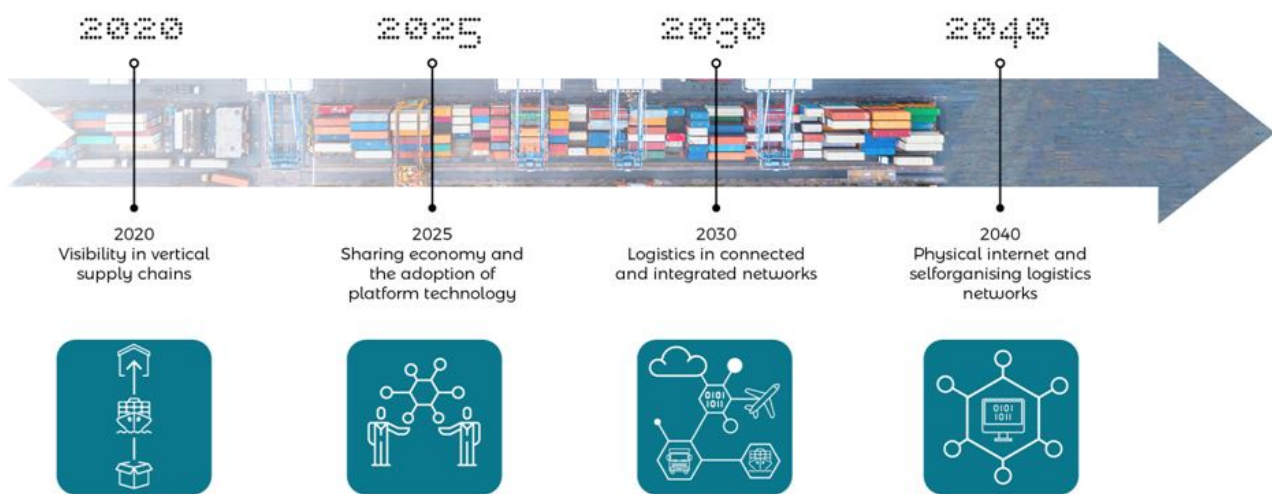 2020
2025
2030
2040
2020
Visibility in vertical
supply chains
2025
Sharing economy and
the adoption of
platform technology
2030
Logistics in connected
and integrated networks
2040
Physical internet and
selforganising logistics
networks
0101
1011
0101
1011